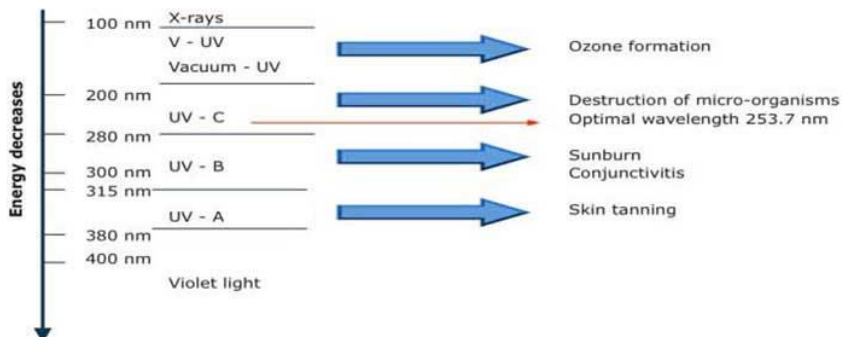 Energy decreases
100 nm
200 nm
280 nm
300 nm
315 nm
380 nm
400 nm
X-rays
V - UV
Vacuum - UV
UV - C
UV - B
UV - A
Violet light
Ozone formation
Destruction of micro-organisms
Optimal wavelength 253.7 nm
Sunburn
Conjunctivitis
Skin tanning